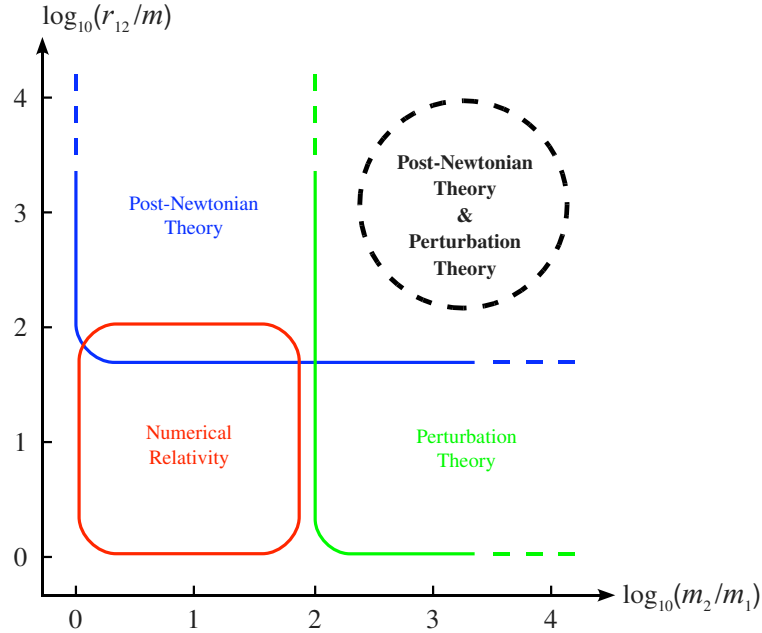 log₁₀(r₁₂/m)
4
3
2
1
0
Post-Newtonian
Theory
Post-Newtonian
Theory
&
Perturbation
Theory
Numerical
Relativity
Perturbation
Theory
0
1
2
3
4
log₁₀(m₂/m₁)